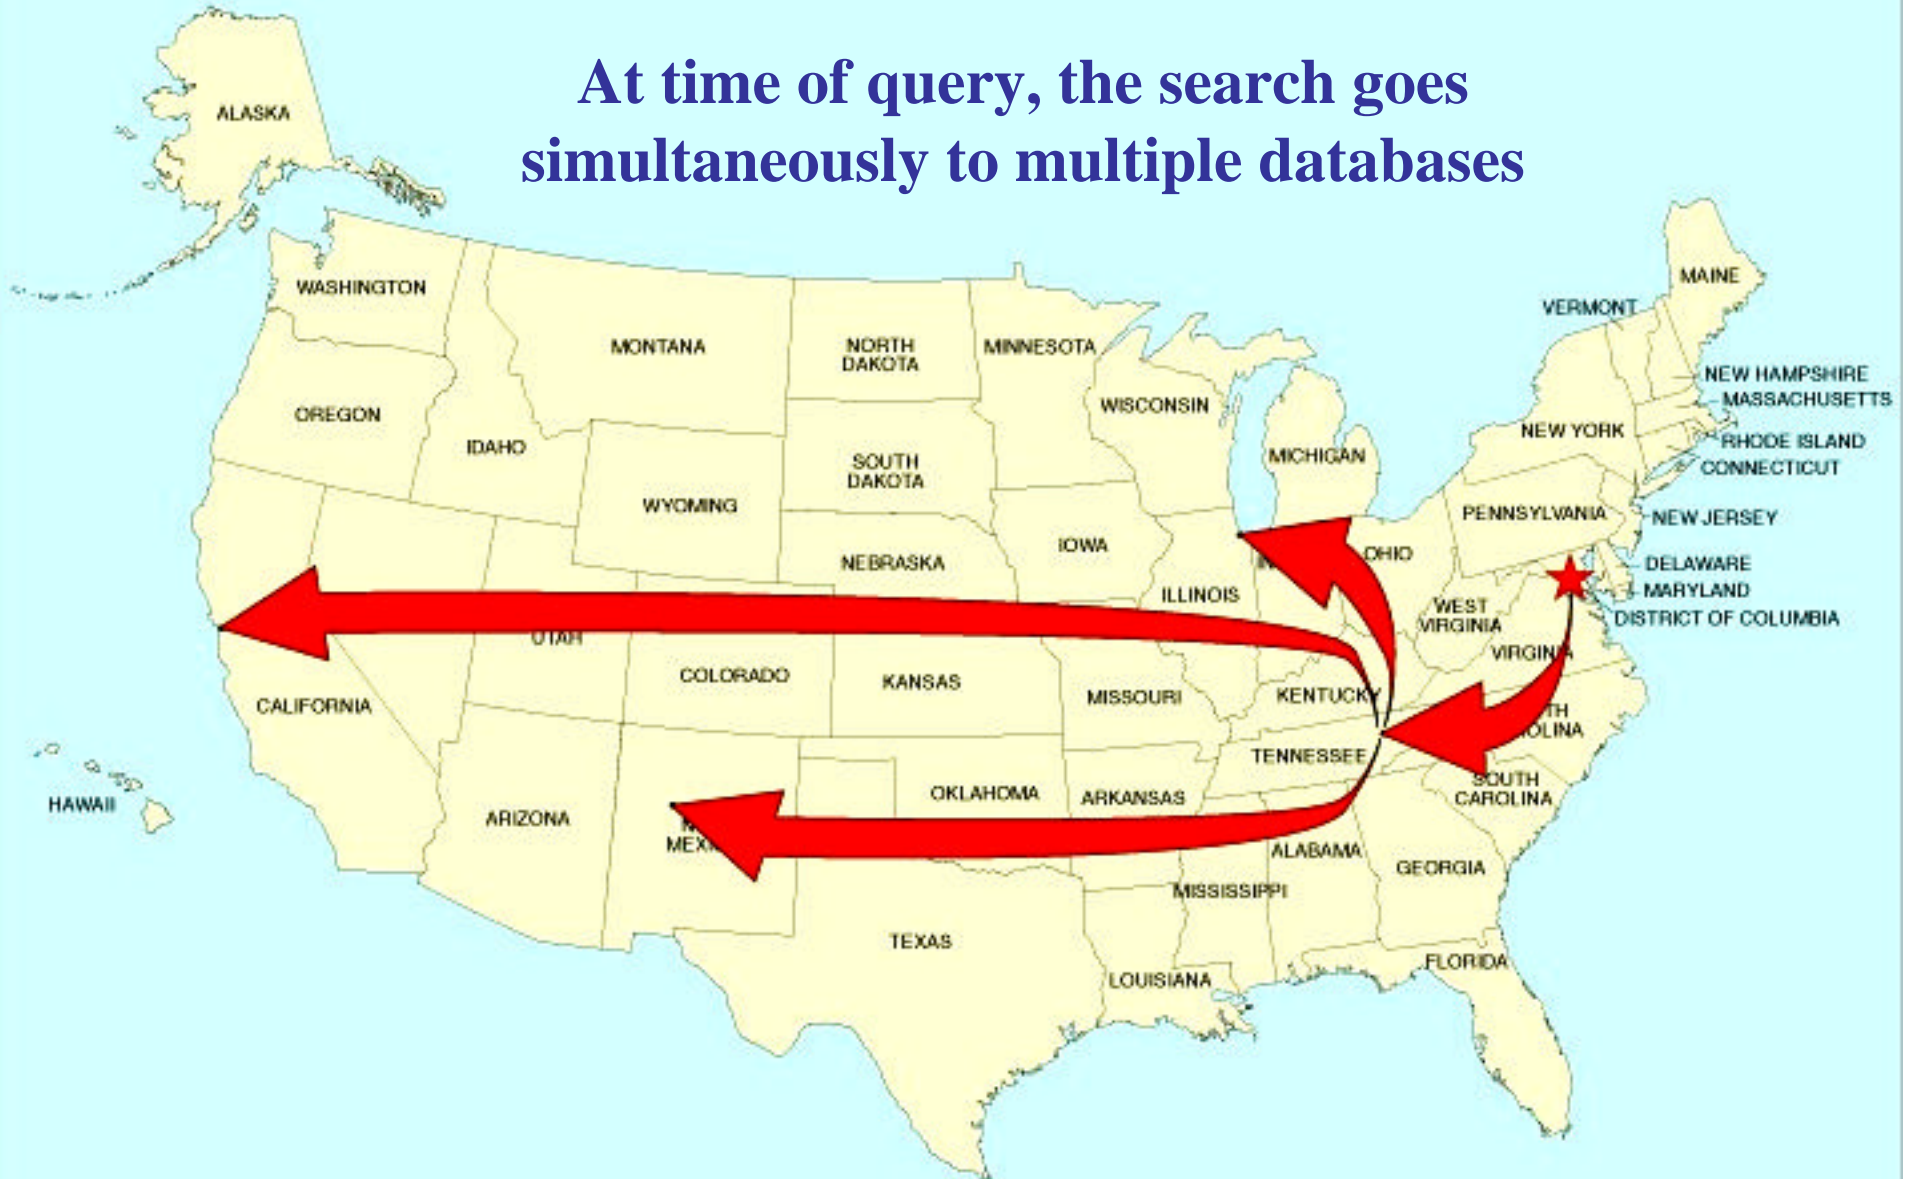 At time of query, the search goes
simultaneously to multiple databases
ALASKA
WASHINGTON
MAINE
VERMONT
MONTANA
NORTH
DAKOTA
MINNESOTA
NEW HAMPSHIRE
MASSACHUSETTS
WISCONSIN
OREGON
IDAHO
NEW YORK
RHODE ISLAND
MICHIGAN
CONNECTICUT
SOUTH
DAKOTA
WYOMING
PENNSYLVANIA
NEW JERSEY
IOWA
OHIO
NEBRASKA
DELAWARE
MARYLAND
ILLINOIS
WEST
VIRGINIA
DISTRICT OF COLUMBIA
UTAH
VIRGINIA
COLORADO
KANSAS
MISSOURI
KENTUCKY
CALIFORNIA
TENNESSEE
SOUTH
CAROLINA
OKLAHOMA
ARKANSAS
HAWAII
ARIZONA
ALABAMA
GEORGIA
MISSISSIPPI
TEXAS
FLORIDA
LOUISIANA